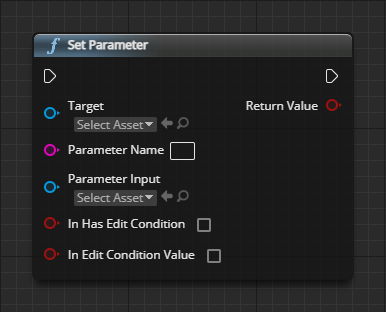 f Set Parameter
Target
Return Value
Select Asset
Parameter Name
Parameter Input
Select Asset
In Has Edit Condition
In Edit Condition Value